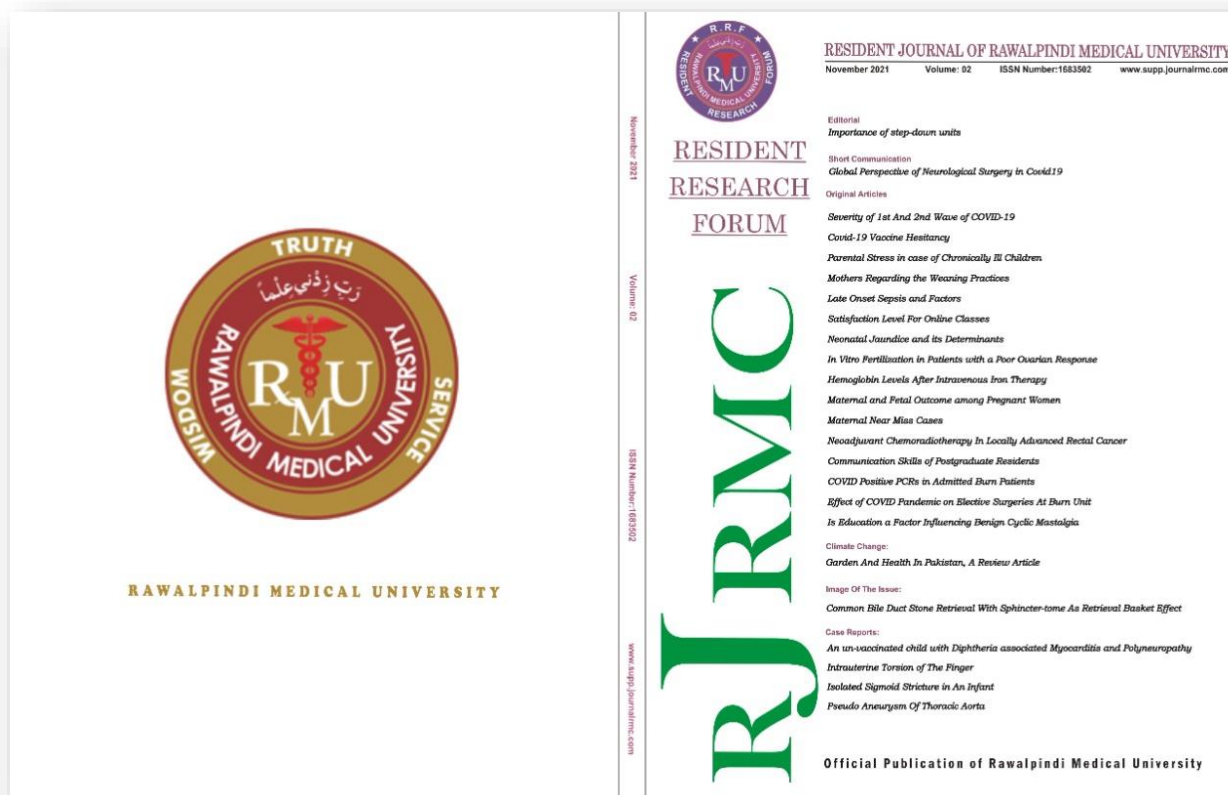 TRUTH
رَبِّ زِدْنِي عِلْماً
WISDOM
SERVICE
RMU
RAWALPINDI MEDICAL UNIVERSITY
RAWALPINDI MEDICAL UNIVERSITY
November 2021
Volume: 02
ISSN Number:1683502
www.supp.journalrmc.com
R.R.F
رَبِّ زِدْنِي عِلْماً
RMU
RAWALPINDI MEDICAL UNIVERSITY
RESIDENT RESEARCH FORUM
RESIDENT
RESEARCH
FORUM
RJRMC
RESIDENT JOURNAL OF RAWALPINDI MEDICAL UNIVERSITY
November 2021 Volume: 02 ISSN Number:1683502 www.supp.journalrmc.com
Editorial
Importance of step-down units
Short Communication
Global Perspective of Neurological Surgery in Covid19
Original Articles
Severity of 1st And 2nd Wave of COVID-19
Covid-19 Vaccine Hesitancy
Parental Stress in case of Chronically Ill Children
Mothers Regarding the Weaning Practices
Late Onset Sepsis and Factors
Satisfaction Level For Online Classes
Neonatal Jaundice and its Determinants
In Vitro Fertilization in Patients with a Poor Ovarian Response
Hemoglobin Levels After Intravenous Iron Therapy
Maternal and Fetal Outcome among Pregnant Women
Maternal Near Miss Cases
Neoadjuvant Chemoradiotherapy In Locally Advanced Rectal Cancer
Communication Skills of Postgraduate Residents
COVID Positive PCRs in Admitted Burn Patients
Effect of COVID Pandemic on Elective Surgeries At Burn Unit
Is Education a Factor Influencing Benign Cyclic Mastalgia
Climate Change:
Garden And Health In Pakistan, A Review Article
Image Of The Issue:
Common Bile Duct Stone Retrieval With Sphincter-tome As Retrieval Basket Effect
Case Reports:
An un-vaccinated child with Diphtheria associated Myocarditis and Polyneuropathy
Intrauterine Torsion of The Finger
Isolated Sigmoid Stricture in An Infant
Pseudo Aneurysm Of Thoracic Aorta
Official Publication of Rawalpindi Medical University